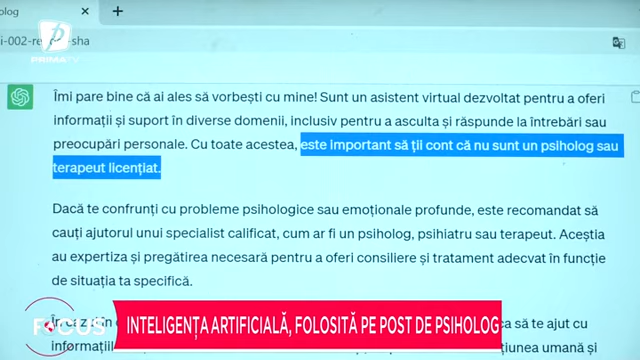 olog
i-002-re
-sha
PRIMA TV
Îmi pare bine că ai ales să vorbești cu mine! Sunt un asistent virtual dezvoltat pentru a oferi
informații și suport în diverse domenii, inclusiv pentru a asculta și răspunde la întrebări sau
preocupări personale. Cu toate acestea, este important să ții cont că nu sunt un psiholog sau
terapeut licențiat.
Dacă te confrunți cu probleme psihologice sau emoționale profunde, este recomandat să
cauți ajutorul unui specialist calificat, cum ar fi un psiholog, psihiatru sau terapeut. Aceștia
au expertiza și pregătirea necesară pentru a oferi consiliere și tratament adecvat în funcție
de situația ta specifică.
FOCUS
INTELIGENȚA ARTIFICIALĂ, FOLOSITĂ PE POST DE PSIHOLOG
să te ajut cu
informații
umană și